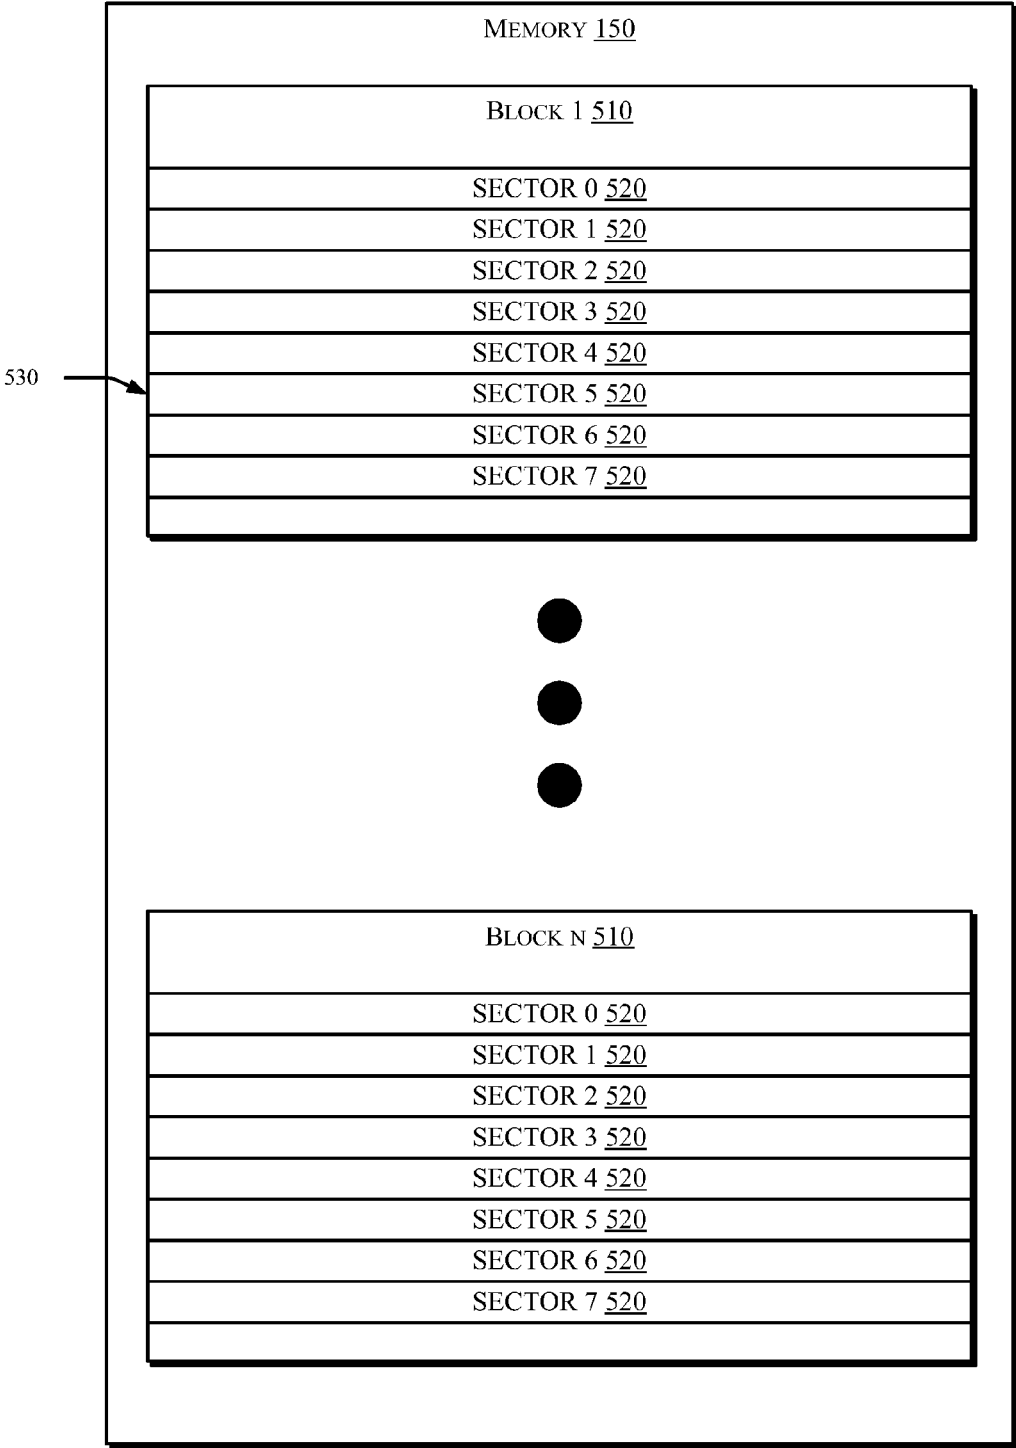 MEMORY 150
BLOCK 1 510
SECTOR 0 520
SECTOR 1 520
SECTOR 2 520
SECTOR 3 520
SECTOR 4 520
530
SECTOR 5 520
SECTOR 6 520
SECTOR 7 520
BLOCK N 510
SECTOR 0 520
SECTOR 1 520
SECTOR 2 520
SECTOR 3 520
SECTOR 4 520
SECTOR 5 520
SECTOR 6 520
SECTOR 7 520